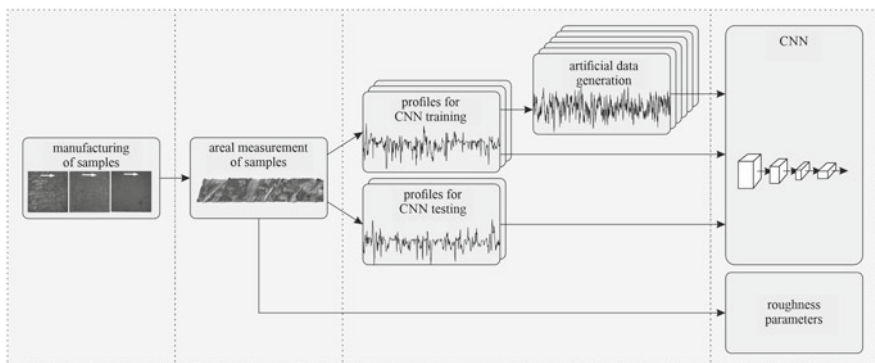 manufacturing
of samples
areal measurement
of samples
profiles for
CNN training
artificial data
generation
profiles for
CNN testing
CNN
roughness
parameters